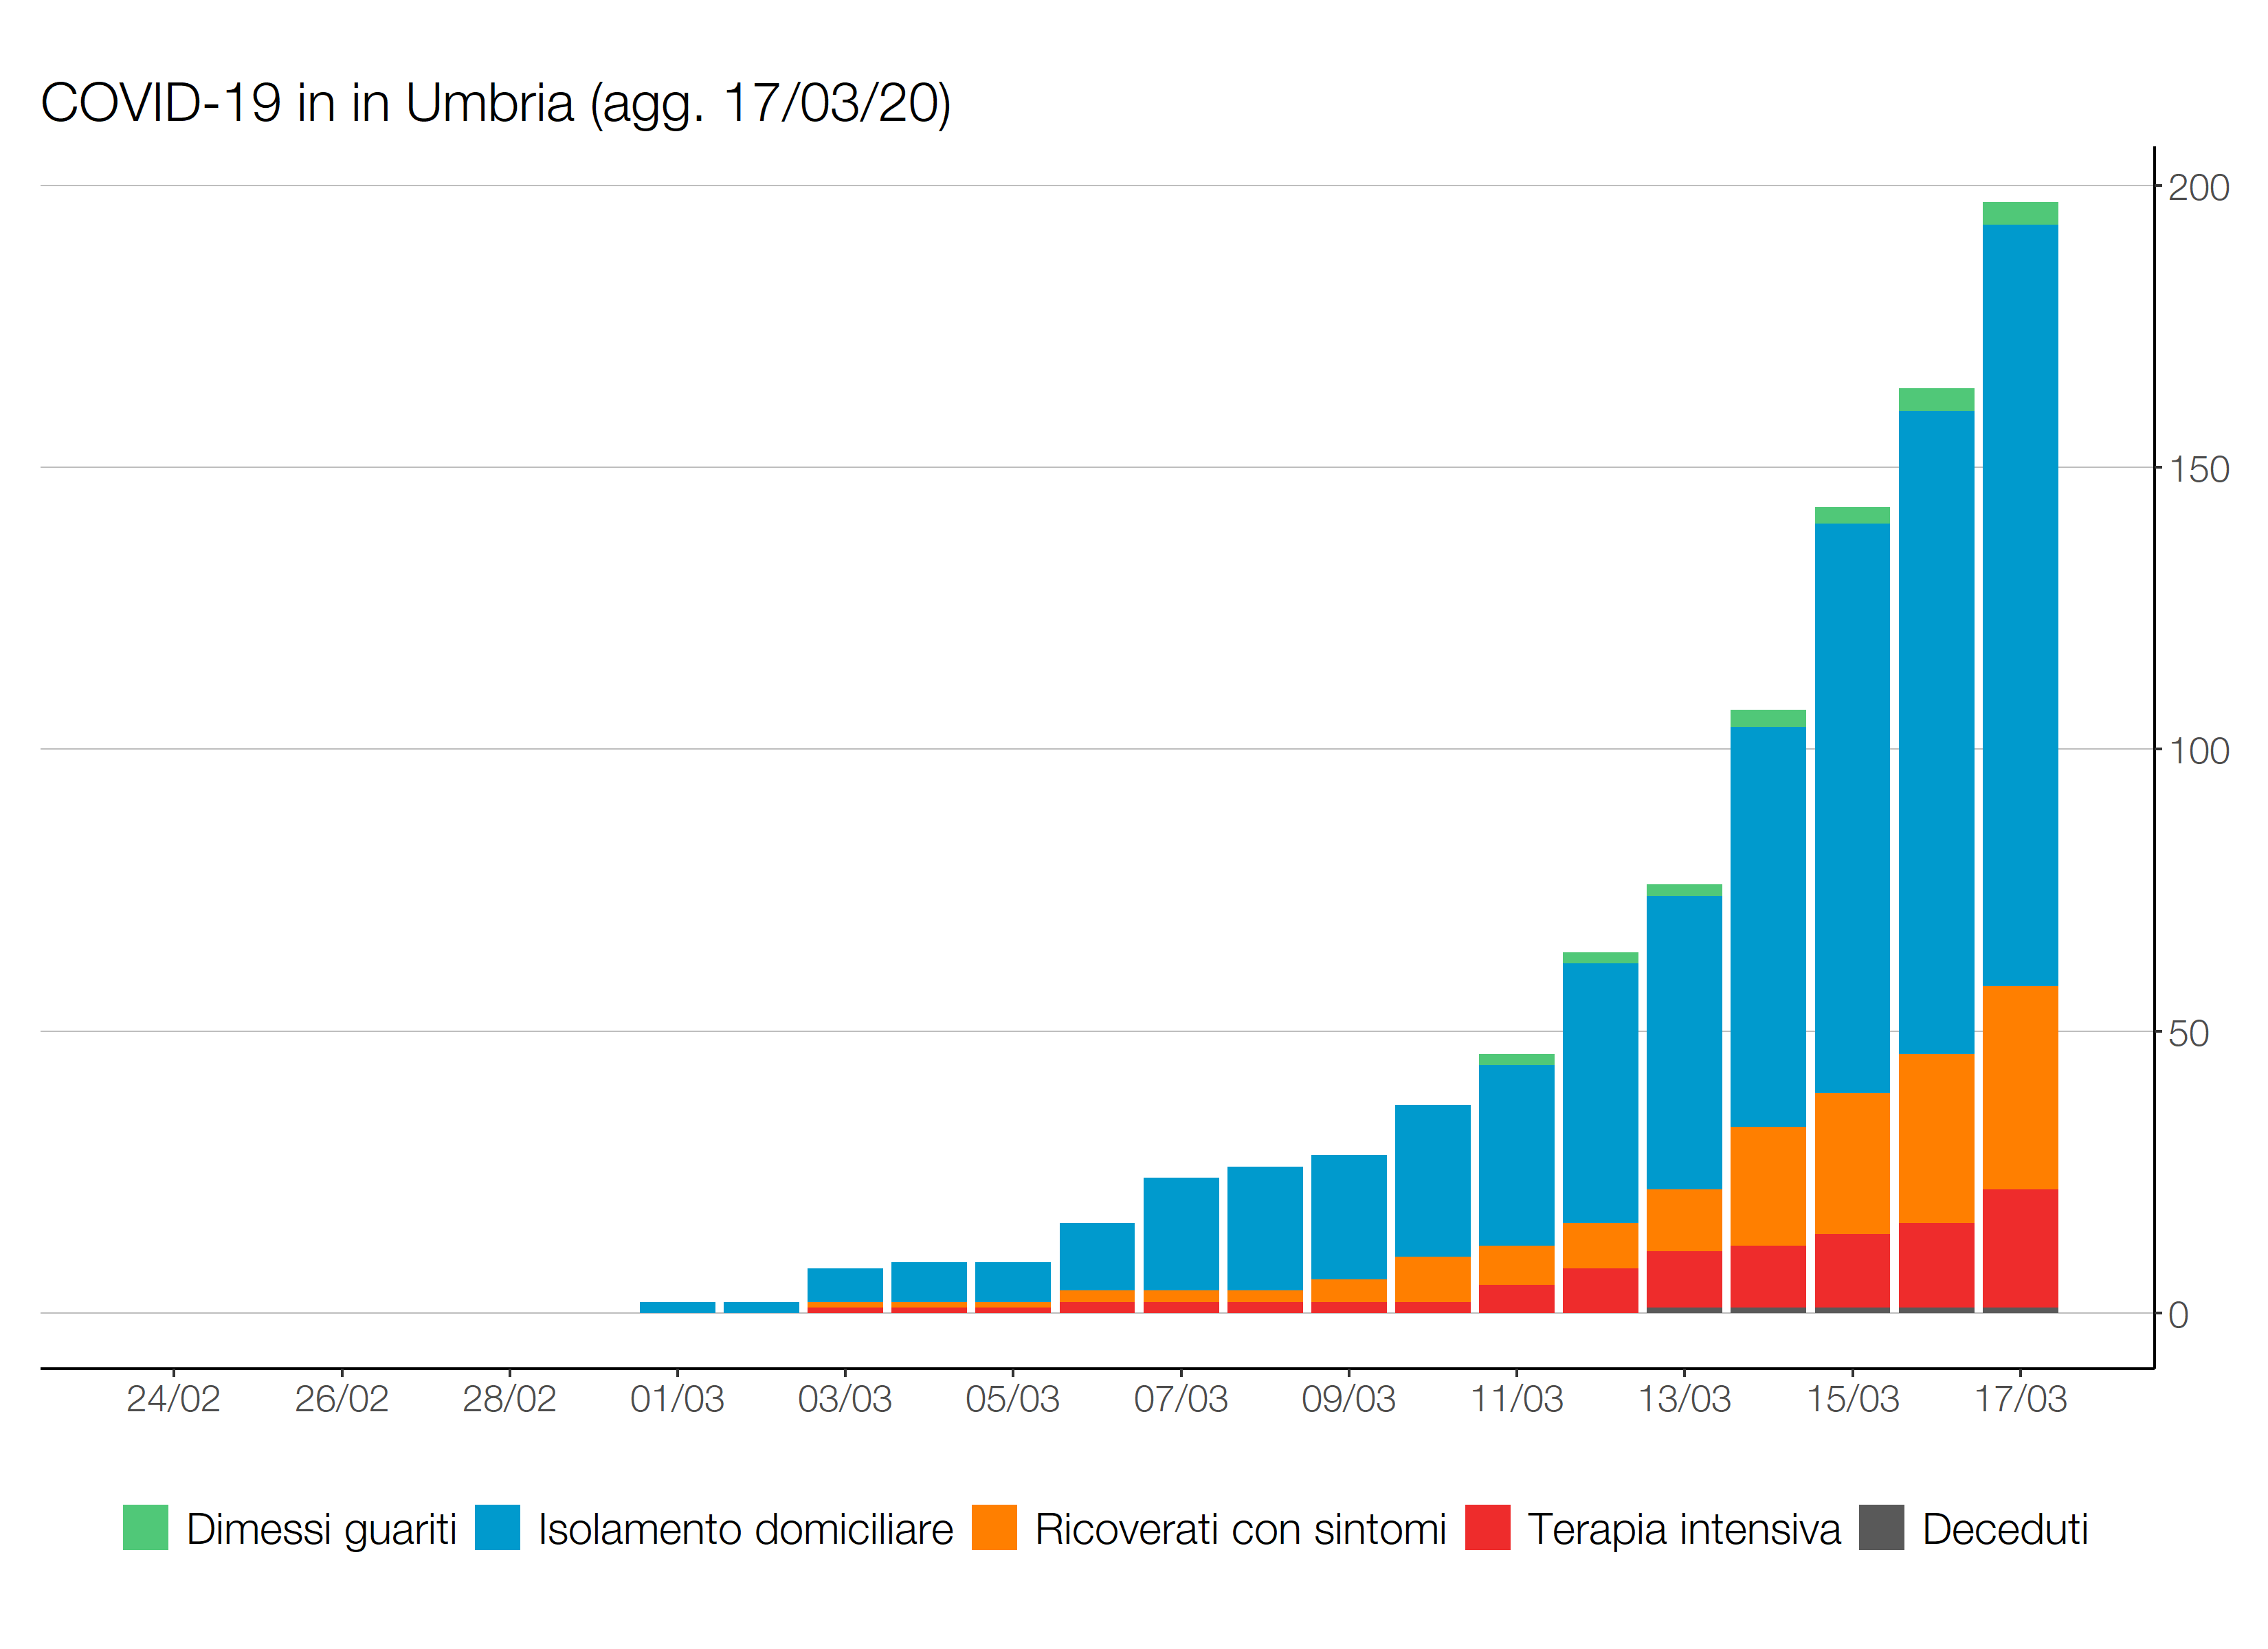 COVID-19 in in Umbria (agg. 17/03/20)
200
150
100
50
0
24/02 26/02 28/02 01/03 03/03 05/03 07/03 09/03 11/03 13/03 15/03 17/03
Dimessi guariti Isolamento domiciliare Ricoverati con sintomi Terapia intensiva Deceduti